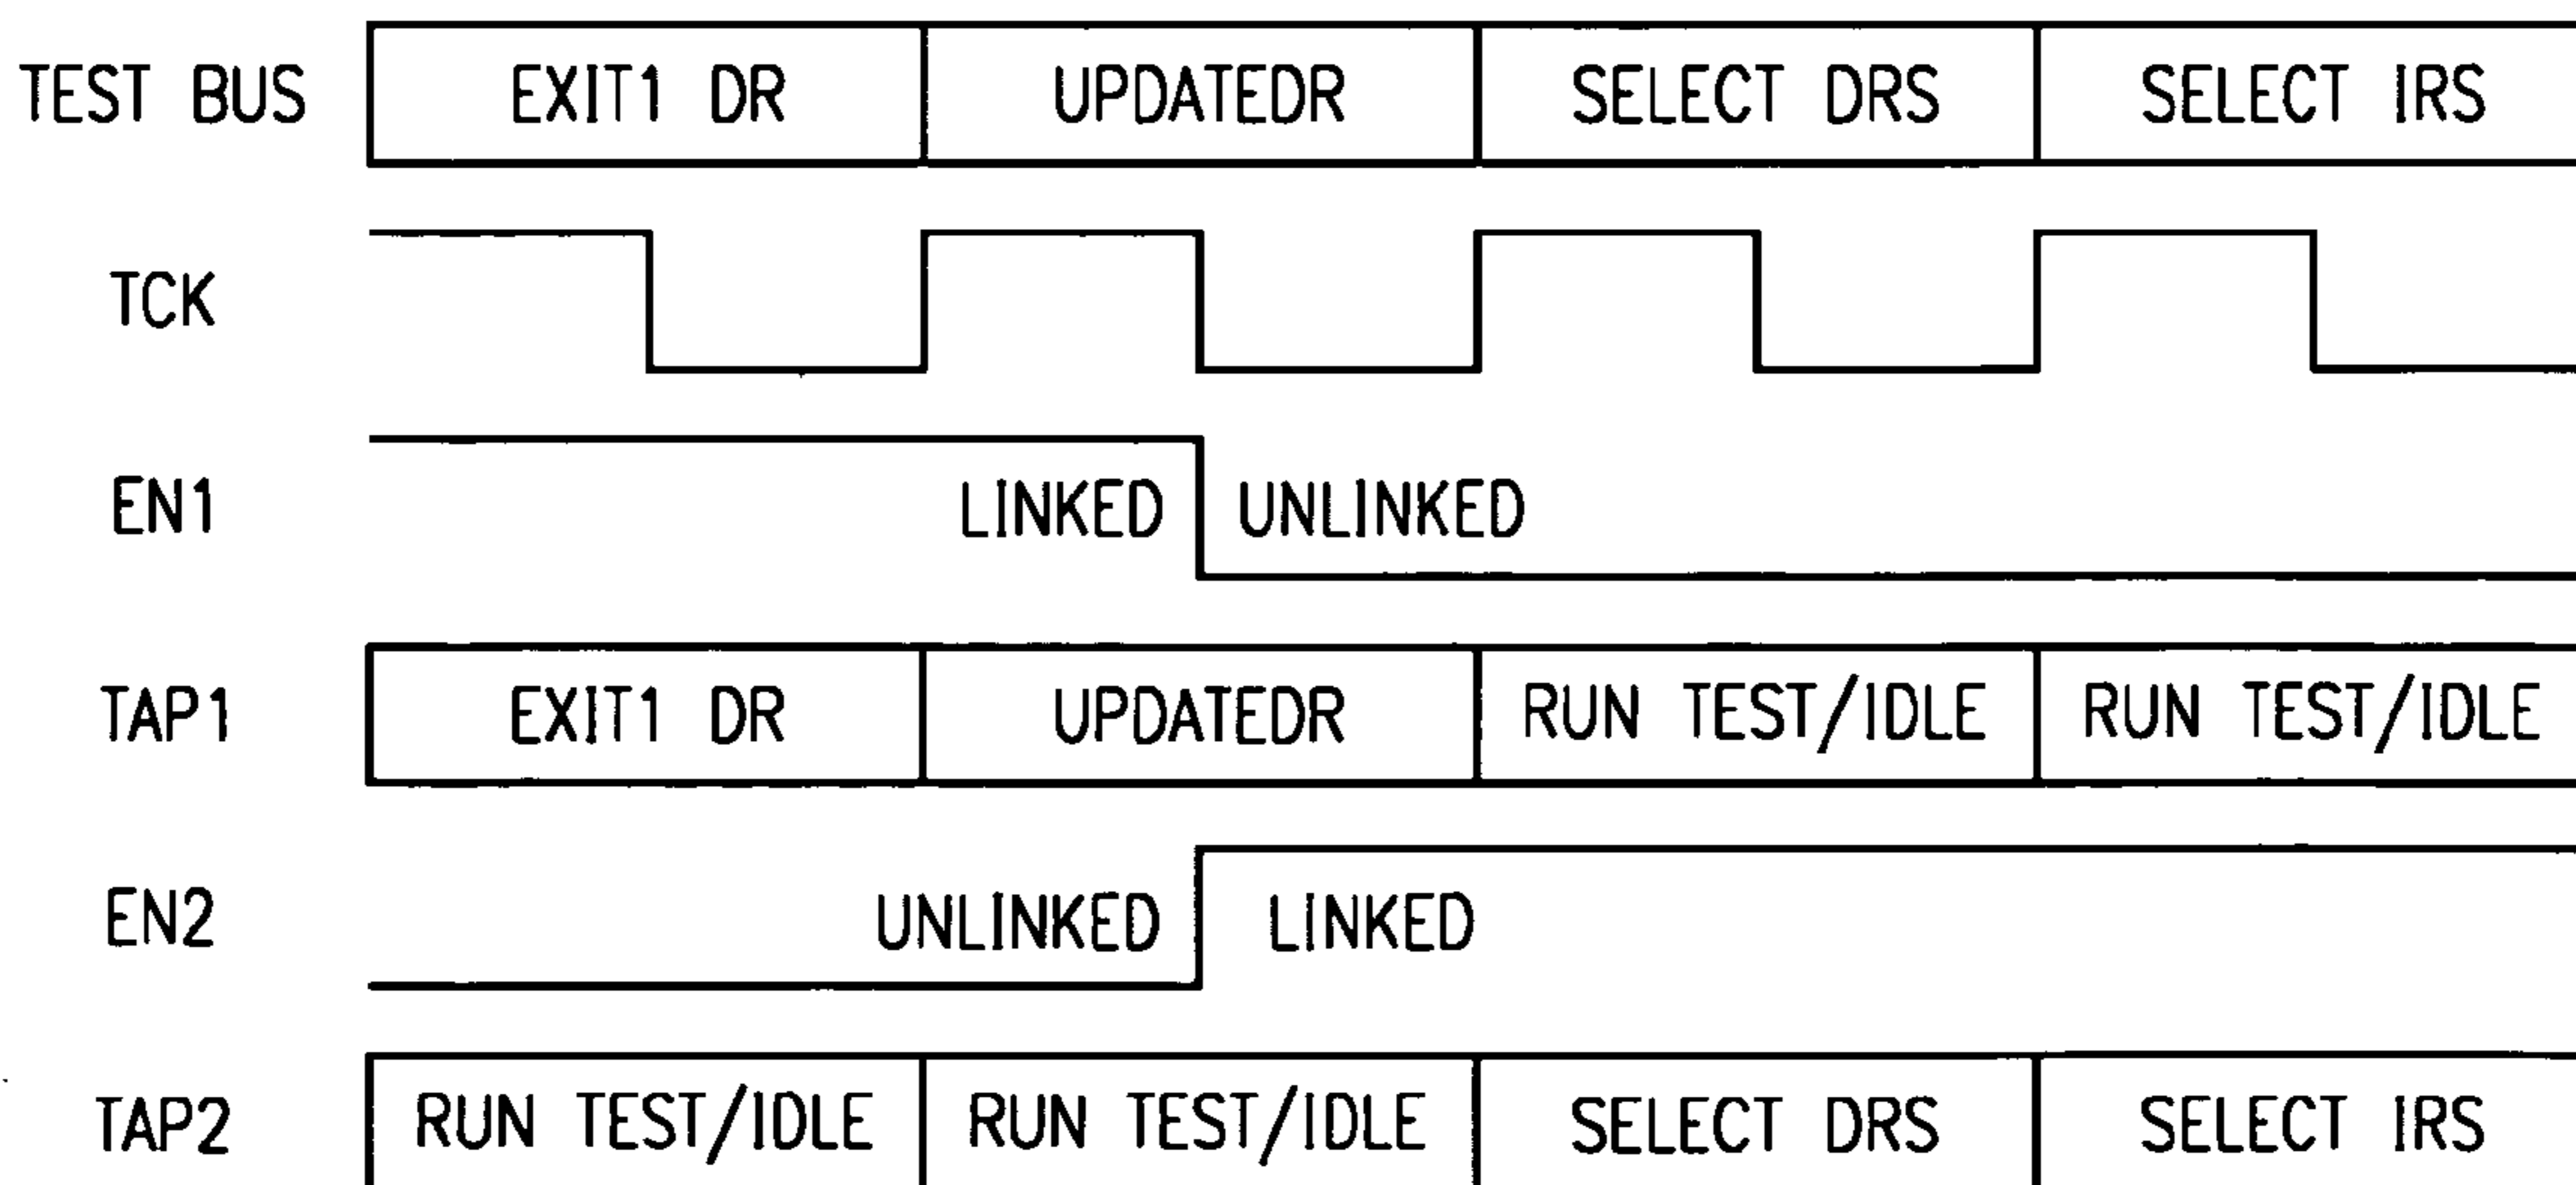 TEST BUS EXIT1 DR UPDATEDR SELECT DRS SELECT IRS
TCK
EN1 LINKED UNLINKED
TAP1 EXIT1 DR UPDATEDR RUN TEST/IDLE RUN TEST/IDLE
EN2 UNLINKED LINKED
TAP2 RUN TEST/IDLE RUN TEST/IDLE SELECT DRS SELECT IRS